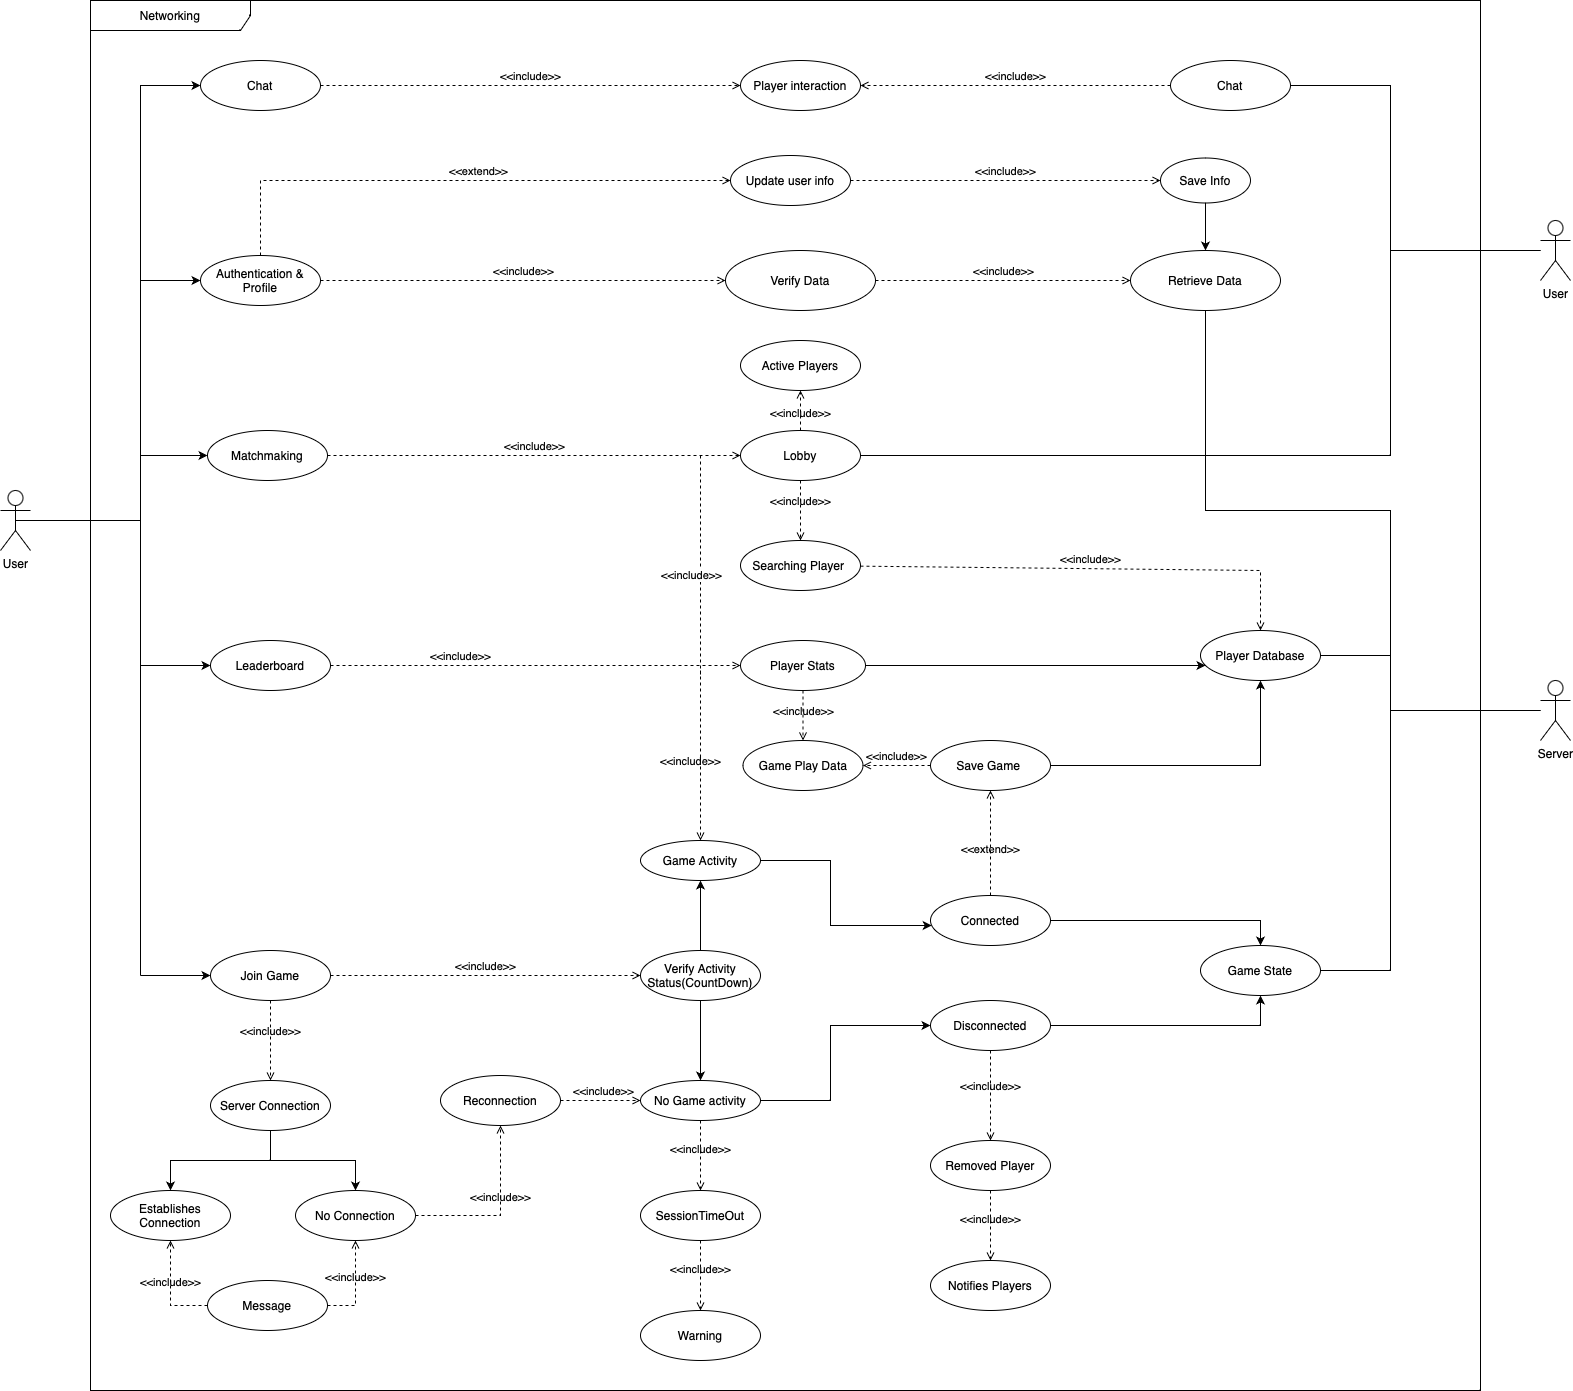 Networking
Chat
<<include>>
Player interaction
<<include>>
Chat
<<extend>>
Update user info
<<include>>
Save Info
User
Authentication &
Profile
<<include>>
Verify Data
<<include>>
Retrieve Data
Active Players
<<include>>
Matchmaking
<<include>>
Lobby
<<include>>
User
Searching Player
<<include>>
<<include>>
Leaderboard
<<include>>
Player Stats
Player Database
<<include>>
Server
<<include>>
Game Play Data
<<include>>
Save Game
<<extend>>
Game Activity
Connected
Join Game
<<include>>
Verify Activity
Status(CountDown)
Game State
<<include>>
Disconnected
Server Connection
Reconnection
<<include>>
No Game activity
<<include>>
<<include>>
Removed Player
<<include>>
Establishes
Connection
No Connection
SessionTimeOut
<<include>>
<<include>>
<<include>>
<<include>>
Notifies Players
Message
Warning